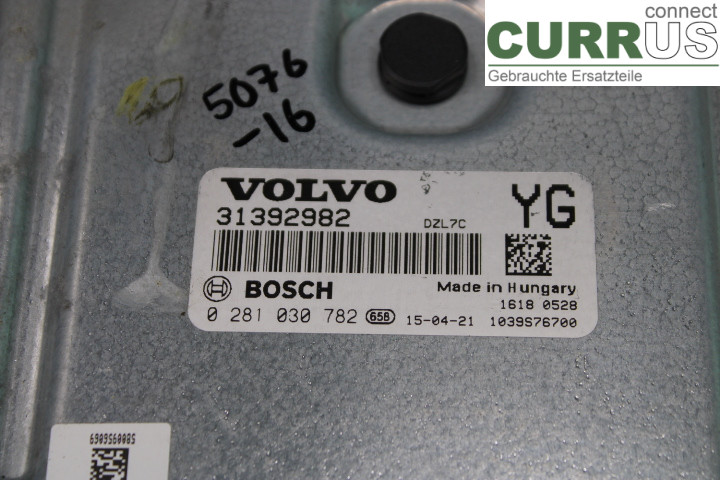 connect
CURRUS
Gebrauchte Ersatzteile
5076
-16
VOLVO
YG
31392982
DZL7C
BOSCH
Made in Hungary
1618 0528
0 281 030 782 658 15-04-21 1039S76700